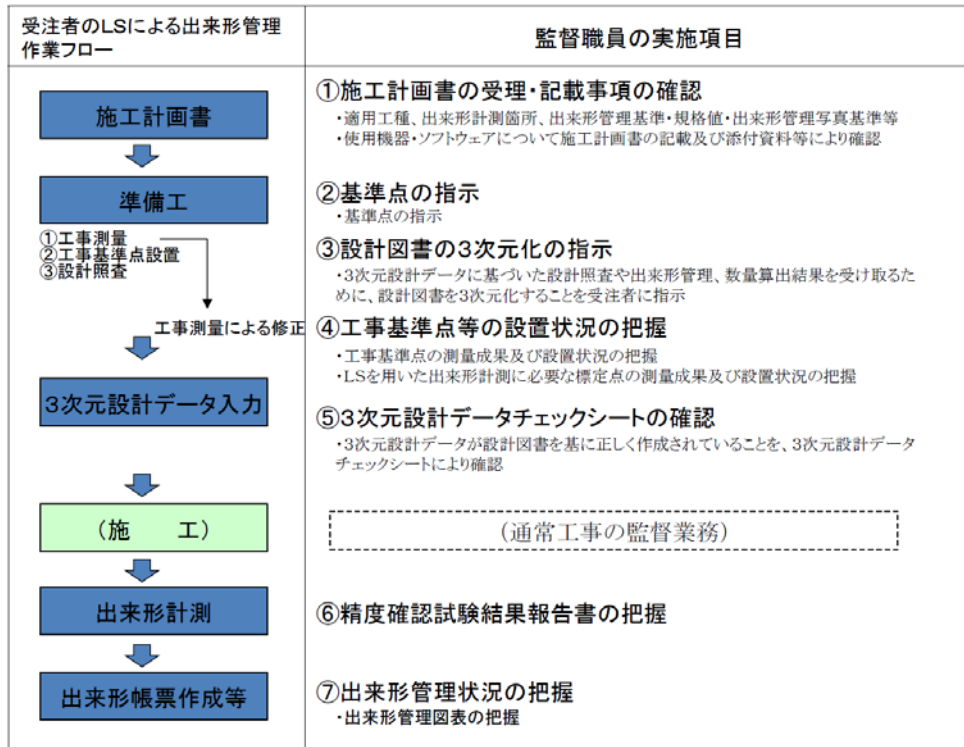 受注者のLSによる出来形管理
作業フロー
監督職員の実施項目
施工計画書
①施工計画書の受理・記載事項の確認
・適用工種、出来形計測箇所、出来形管理基準・規格値・出来形管理写真基準等
・使用機器・ソフトウェアについて施工計画書の記載及び添付資料等により確認
準備工
①工事測量
②工事基準点設置
③設計照査
工事測量による修正
②基準点の指示
・基準点の指示
③設計図書の3次元化の指示
・3次元設計データに基づいた設計照査や出来形管理、数量算出結果を受け取るた
めに、設計図書を3次元化することを受注者に指示
④工事基準点等の設置状況の把握
・工事基準点の測量成果及び設置状況の把握
・LSを用いた出来形計測に必要な標定点の測量成果及び設置状況の把握
3次元設計データ入力
⑤3次元設計データチェックシートの確認
・3次元設計データが設計図書を基に正しく作成されていることを、3次元設計データ
チェックシートにより確認
(施 工)
(通常工事の監督業務)
出来形計測
⑥精度確認試験結果報告書の把握
出来形帳票作成等
⑦出来形管理状況の把握
・出来形管理図表の把握